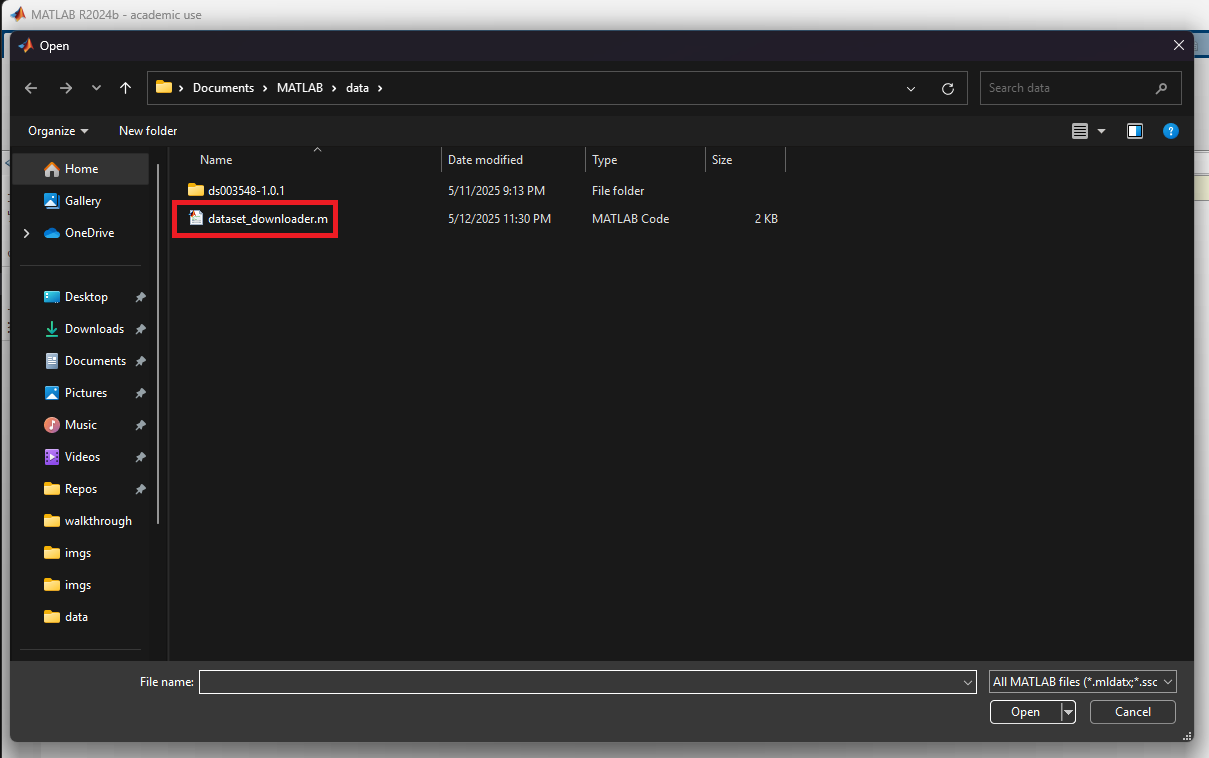 MATLAB R2024b - academic use
Open
Documents > MATLAB > data >
Search data
Organize New folder
Name Date modified Type Size
ds003548-1.0.1 5/11/2025 9:13 PM File folder
dataset_downloader.m 5/12/2025 11:30 PM MATLAB Code 2 KB
Home
Gallery
OneDrive
Desktop
Downloads
Documents
Pictures
Music
Videos
Repos
walkthrough
imgs
imgs
data
File name: All MATLAB files (*.mldatx;*.ssc
Open Cancel